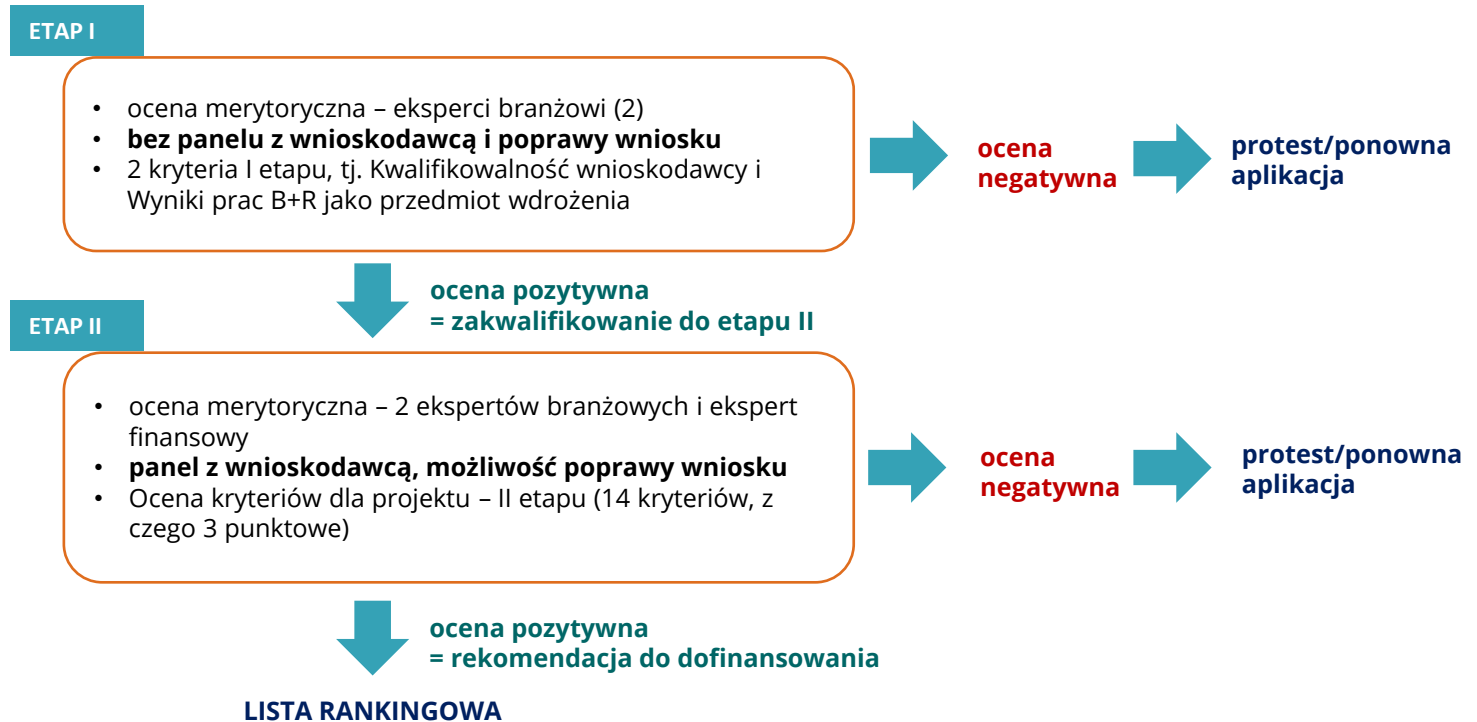 ETAP I
• ocena merytoryczna – eksperci branżowi (2)
• bez panelu z wnioskodawcą i poprawy wniosku
• 2 kryteria I etapu, tj. Kwalifikowalność wnioskodawcy i
Wyniki prac B+R jako przedmiot wdrożenia
ocena
negatywna
protest/ponowna
aplikacja
ocena pozytywna
= zakwalifikowanie do etapu II
ETAP II
• ocena merytoryczna – 2 ekspertów branżowych i ekspert
finansowy
• panel z wnioskodawcą, możliwość poprawy wniosku
• Ocena kryteriów dla projektu – II etapu (14 kryteriów, z
czego 3 punktowe)
ocena
negatywna
protest/ponowna
aplikacja
ocena pozytywna
= rekomendacja do dofinansowania
LISTA RANKINGOWA